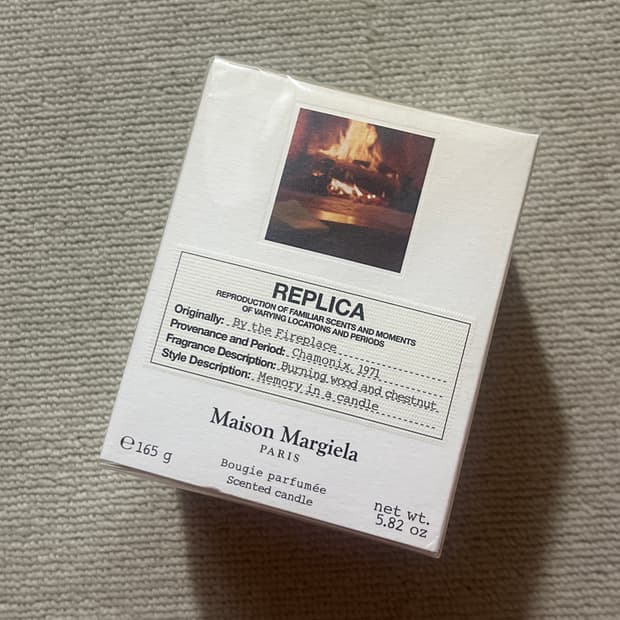 REPLICA
REPRODUCTION OF FAMILIAR SCENTS AND MOMENTS
OF VARYING LOCATIONS AND PERIODS
Originally: By the Fireplace
Provenance and Period: Chamonix, 1971
Fragrance Description: Burning wood and chestnut
Style Description: Memory in a candle
Maison Margiela
PARIS
℮ 165 g
Bougie parfumée
Scented candle
net wt.
5.82 oz